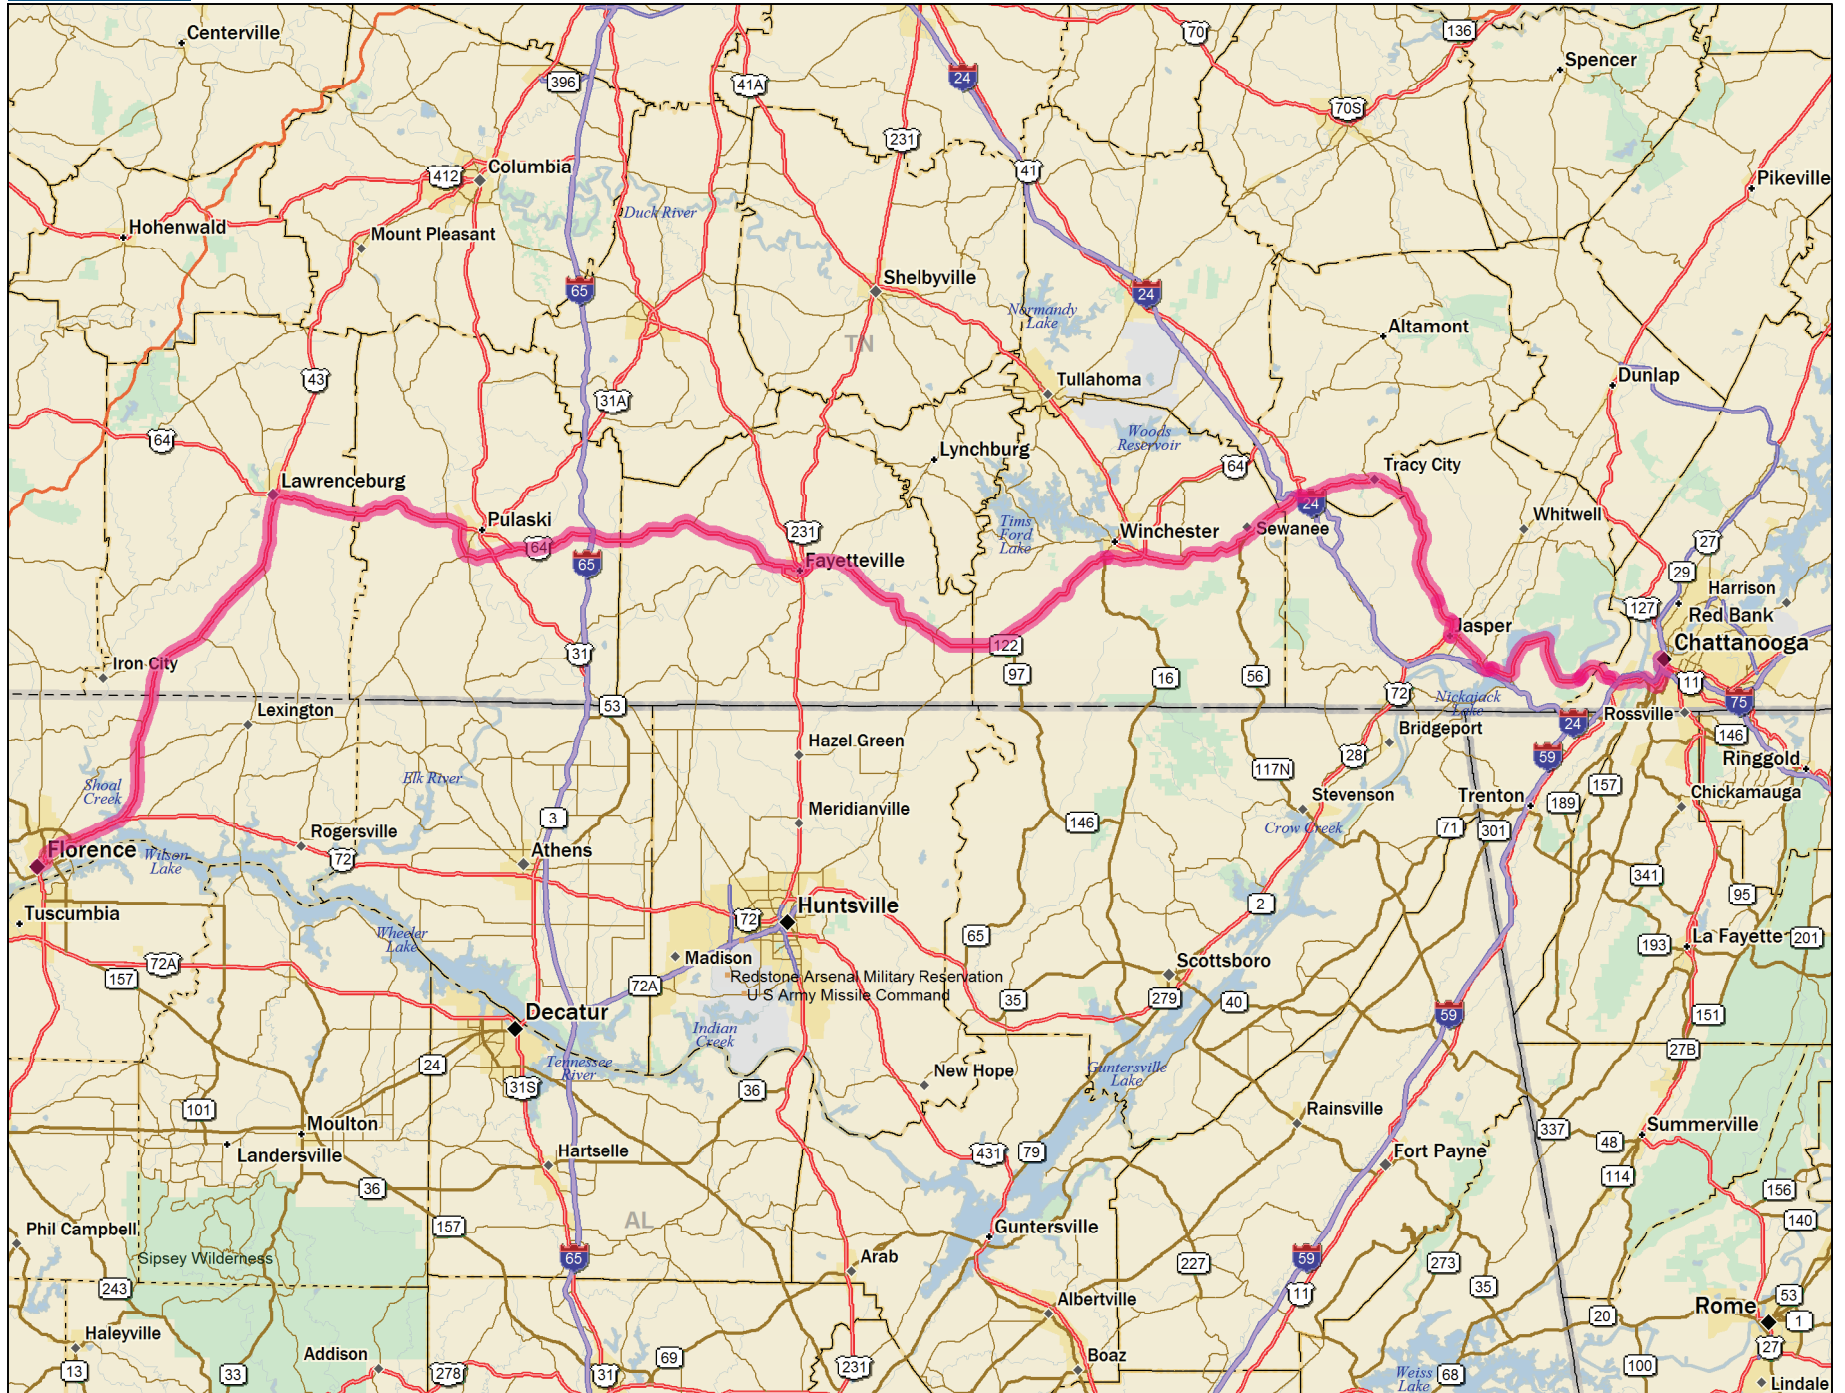 Centerville
396
41A
24
70
136
Spencer
70S
231
Columbia
412
41
Pikeville
Duck River
Hohenwald
Mount Pleasant
65
Shelbyville
24
Normandy
Lake
Altamont
TN
43
Tullahoma
Dunlap
31A
64
Woods
Reservoir
Lynchburg
64
Tracy City
Lawrenceburg
24
Pulaski
231
Tims
Ford
Lake
Winchester
Sewanee
Whitwell
64
27
65
Fayetteville
29
Harrison
127
Red Bank
Jasper
31
122
Chattanooga
Iron City
97
16
56
11
72
Nickajack
Lake
75
53
Lexington
24
Rossville
Bridgeport
146
Hazel Green
28
59
Ringgold
117N
Shoal
Creek
Elk River
157
Stevenson
Trenton
189
Chickamauga
Meridianville
3
146
Crow Creek
71
301
Rogersville
Florence
Wilson
Lake
72
Athens
341
95
Huntsville
2
Tuscumbia
72
Wheeler
Lake
65
193
La Fayette
201
Madison
72A
157
Scottsboro
Redstone Arsenal Military Reservation
U S Army Missile Command
72A
35
279
40
Decatur
59
151
Indian
Creek
27B
24
Tennessee
River
New Hope
Guntersville
Lake
31S
36
101
Rainsville
Moulton
337
Summerville
48
Landersville
Hartselle
431
79
Fort Payne
114
36
156
Phil Campbell
157
AL
Guntersville
140
Sipsey Wilderness
65
Arab
59
227
273
243
35
11
53
Albertville
Rome
20
1
Haleyville
27
Addison
69
Boaz
100
13
33
278
31
231
Weiss
Lake
68
Lindale